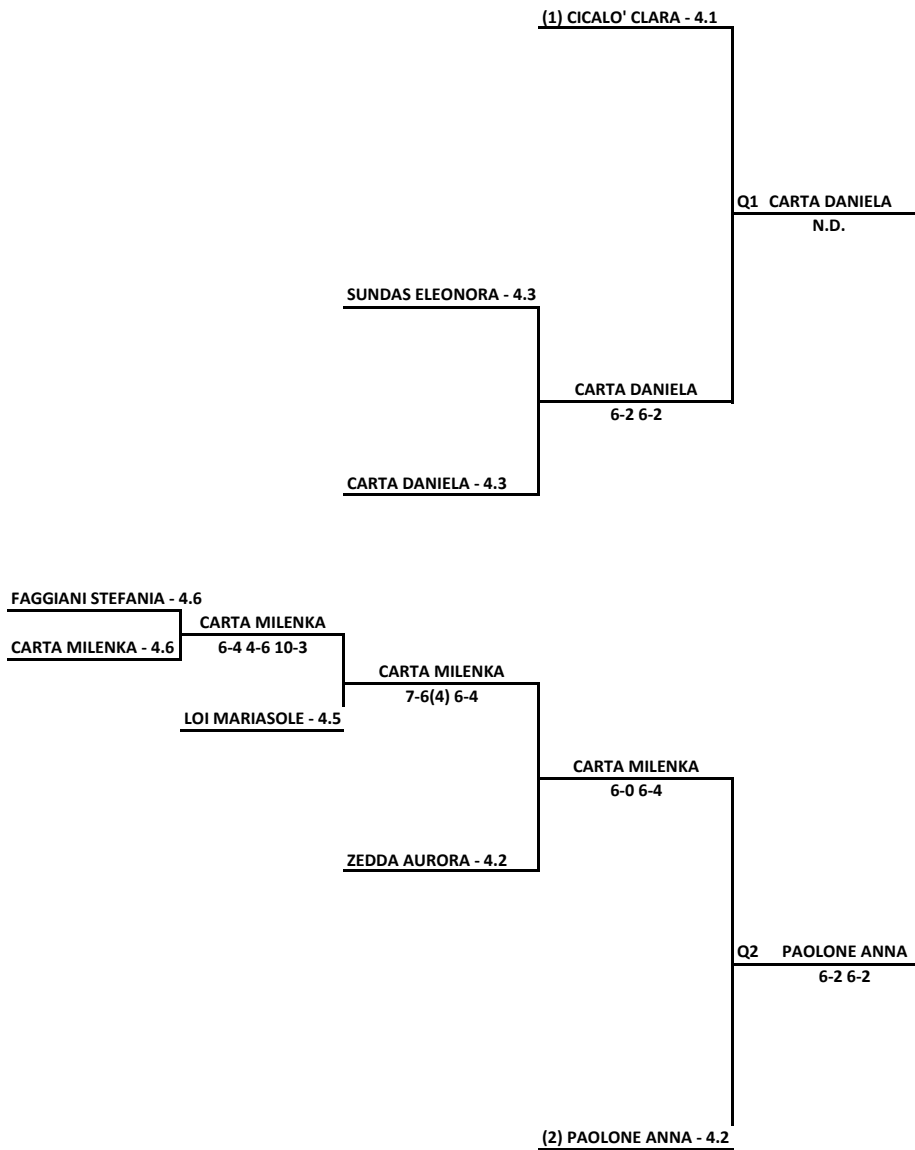 (1) CICALO' CLARA - 4.1
Q1 CARTA DANIELA
N.D.
SUNDAS ELEONORA - 4.3
CARTA DANIELA
6-2 6-2
CARTA DANIELA - 4.3
FAGGIANI STEFANIA - 4.6
CARTA MILENKA
CARTA MILENKA - 4.6
6-4 4-6 10-3
CARTA MILENKA
7-6(4) 6-4
LOI MARIASOLE - 4.5
CARTA MILENKA
6-0 6-4
ZEDDA AURORA - 4.2
Q2 PAOLONE ANNA
6-2 6-2
(2) PAOLONE ANNA - 4.2